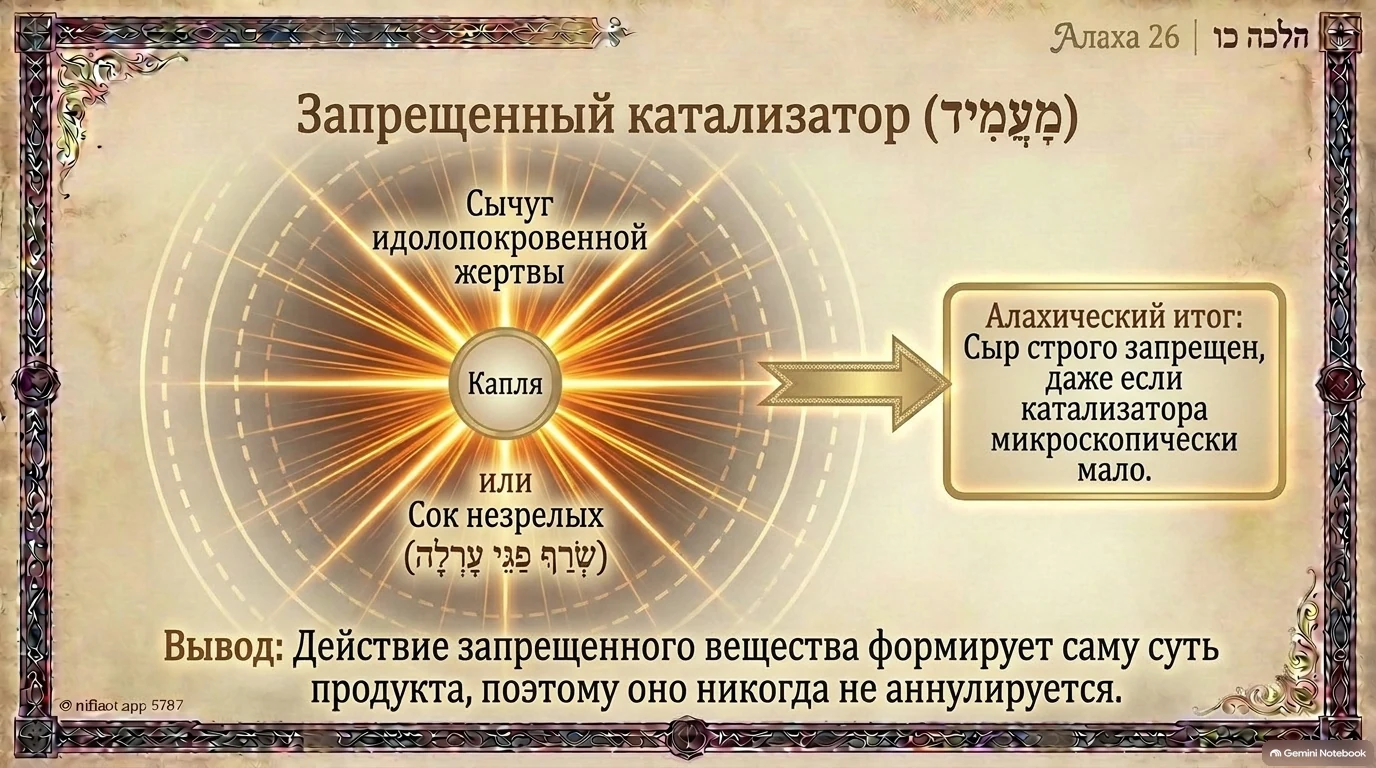 Алаха 26 | הלכה כו
Запрещенный катализатор (מָעֳמִיד)
Сычуг
идолопокровенной
жертвы
Капля
или
Сок незрелых
(שְׂרַף פַּגֵּי עָרְלָה)
Алахический итог:
Сыр строго запрещен,
даже если
катализатора
микроскопически
мало.
Вывод: Действие запрещенного вещества формирует саму суть
продукта, поэтому оно никогда не аннулируется.
© nifiaot app 5787
Gemini Notebook